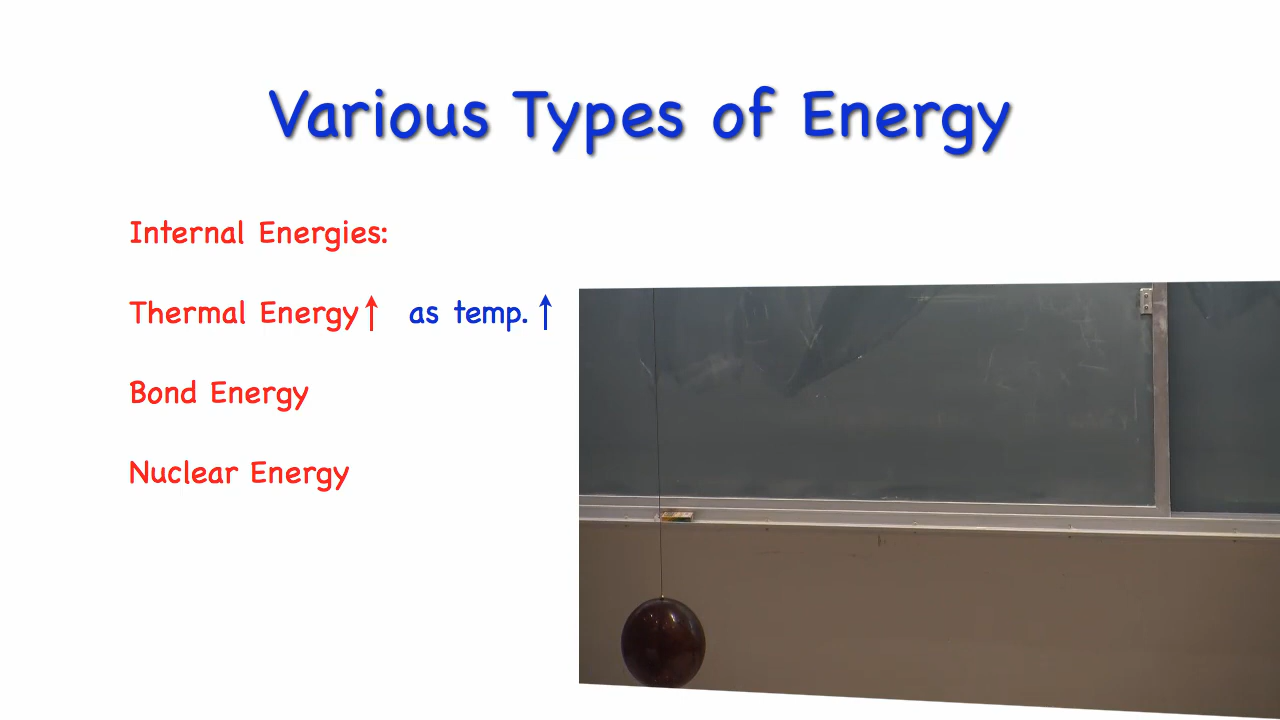 Various Types of Energy
Internal Energies:
Thermal Energy↑ as temp.↑
Bond Energy
Nuclear Energy